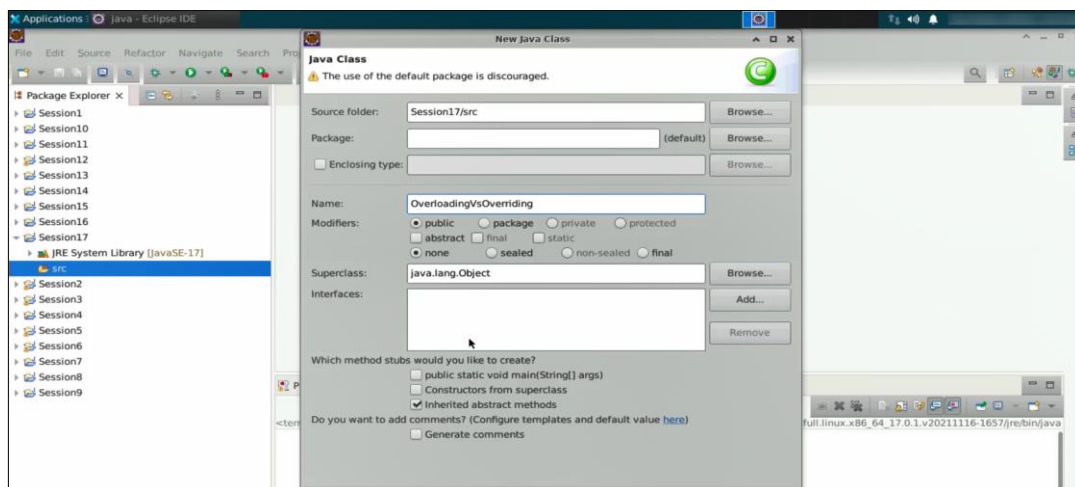 Applications java - Eclipse IDE
New Java Class
File Edit Source Refactor Navigate Search
Java Class
The use of the default package is discouraged.
Package Explorer
Session1
Session10
Session11
Session12
Session13
Session14
Session15
Session16
Session17
JRE System Library [JavaSE-17]
src
Session2
Session3
Session4
Session5
Session6
Session7
Session8
Session9
Source folder: Session17/src Browse...
Package: (default) Browse...
Enclosing type: Browse...
Name: OverloadingVsOverriding
Modifiers: public package private protected
abstract final static
none sealed non-sealed final
Superclass: java.lang.Object Browse...
Interfaces: Add...
Remove
Which method stubs would you like to create?
public static void main(String[] args)
Constructors from superclass
Inherited abstract methods
Do you want to add comments? (Configure templates and default value here)
Generate comments
full.linux.x86_64_17.0.1.v20211116-1657/jre/bin/java